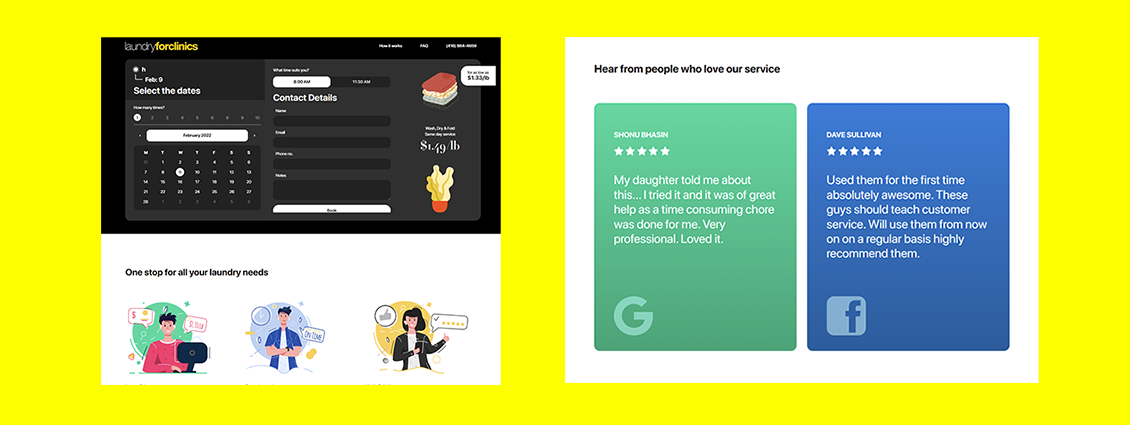 laundryforclinics
How it works
FAQ
(416) 984-4659
h
Feb: 9
Select the dates
How many times?
1 2 3 4 5 6 7 8 9 10
February 2022
M T W T F S S
1 2 3 4 5 6
7 8 9 10 11 12 13
14 15 16 17 18 19 20
21 22 23 24 25 26 27
28 1 2 3 4 5 6
What time suits you?
8:00 AM
11:30 AM
Contact Details
Name
Email
Phone no.
Notes
Book
for as low as
$1.33/lb
Wash, Dry & Fold
Same day service
$1.49/lb
One stop for all your laundry needs
$
ON TIME
Hear from people who love our service
SHONU BHASIN
My daughter told me about
this... I tried it and it was of great
help as a time consuming chore
was done for me. Very
professional. Loved it.
G
DAVE SULLIVAN
Used them for the first time
absolutely awesome. These
guys should teach customer
service. Will use them from now
on on a regular basis highly
recommend them.
f